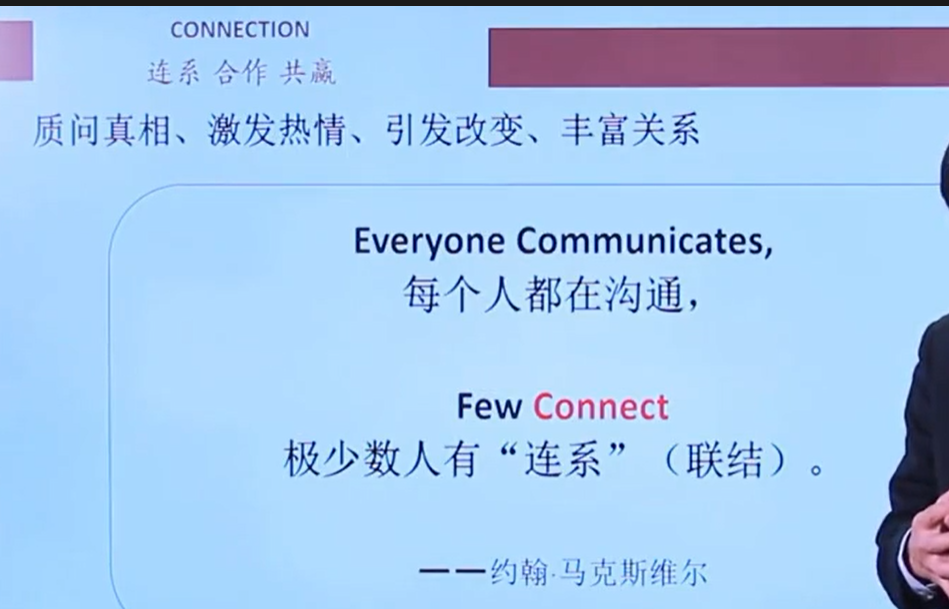 CONNECTION
连系 合作 共赢
质问真相、激发热情、引发改变、丰富关系
Everyone Communicates,
每个人都在沟通，
Few Connect
极少数人有“连系”（联结）。
——约翰·马克斯维尔